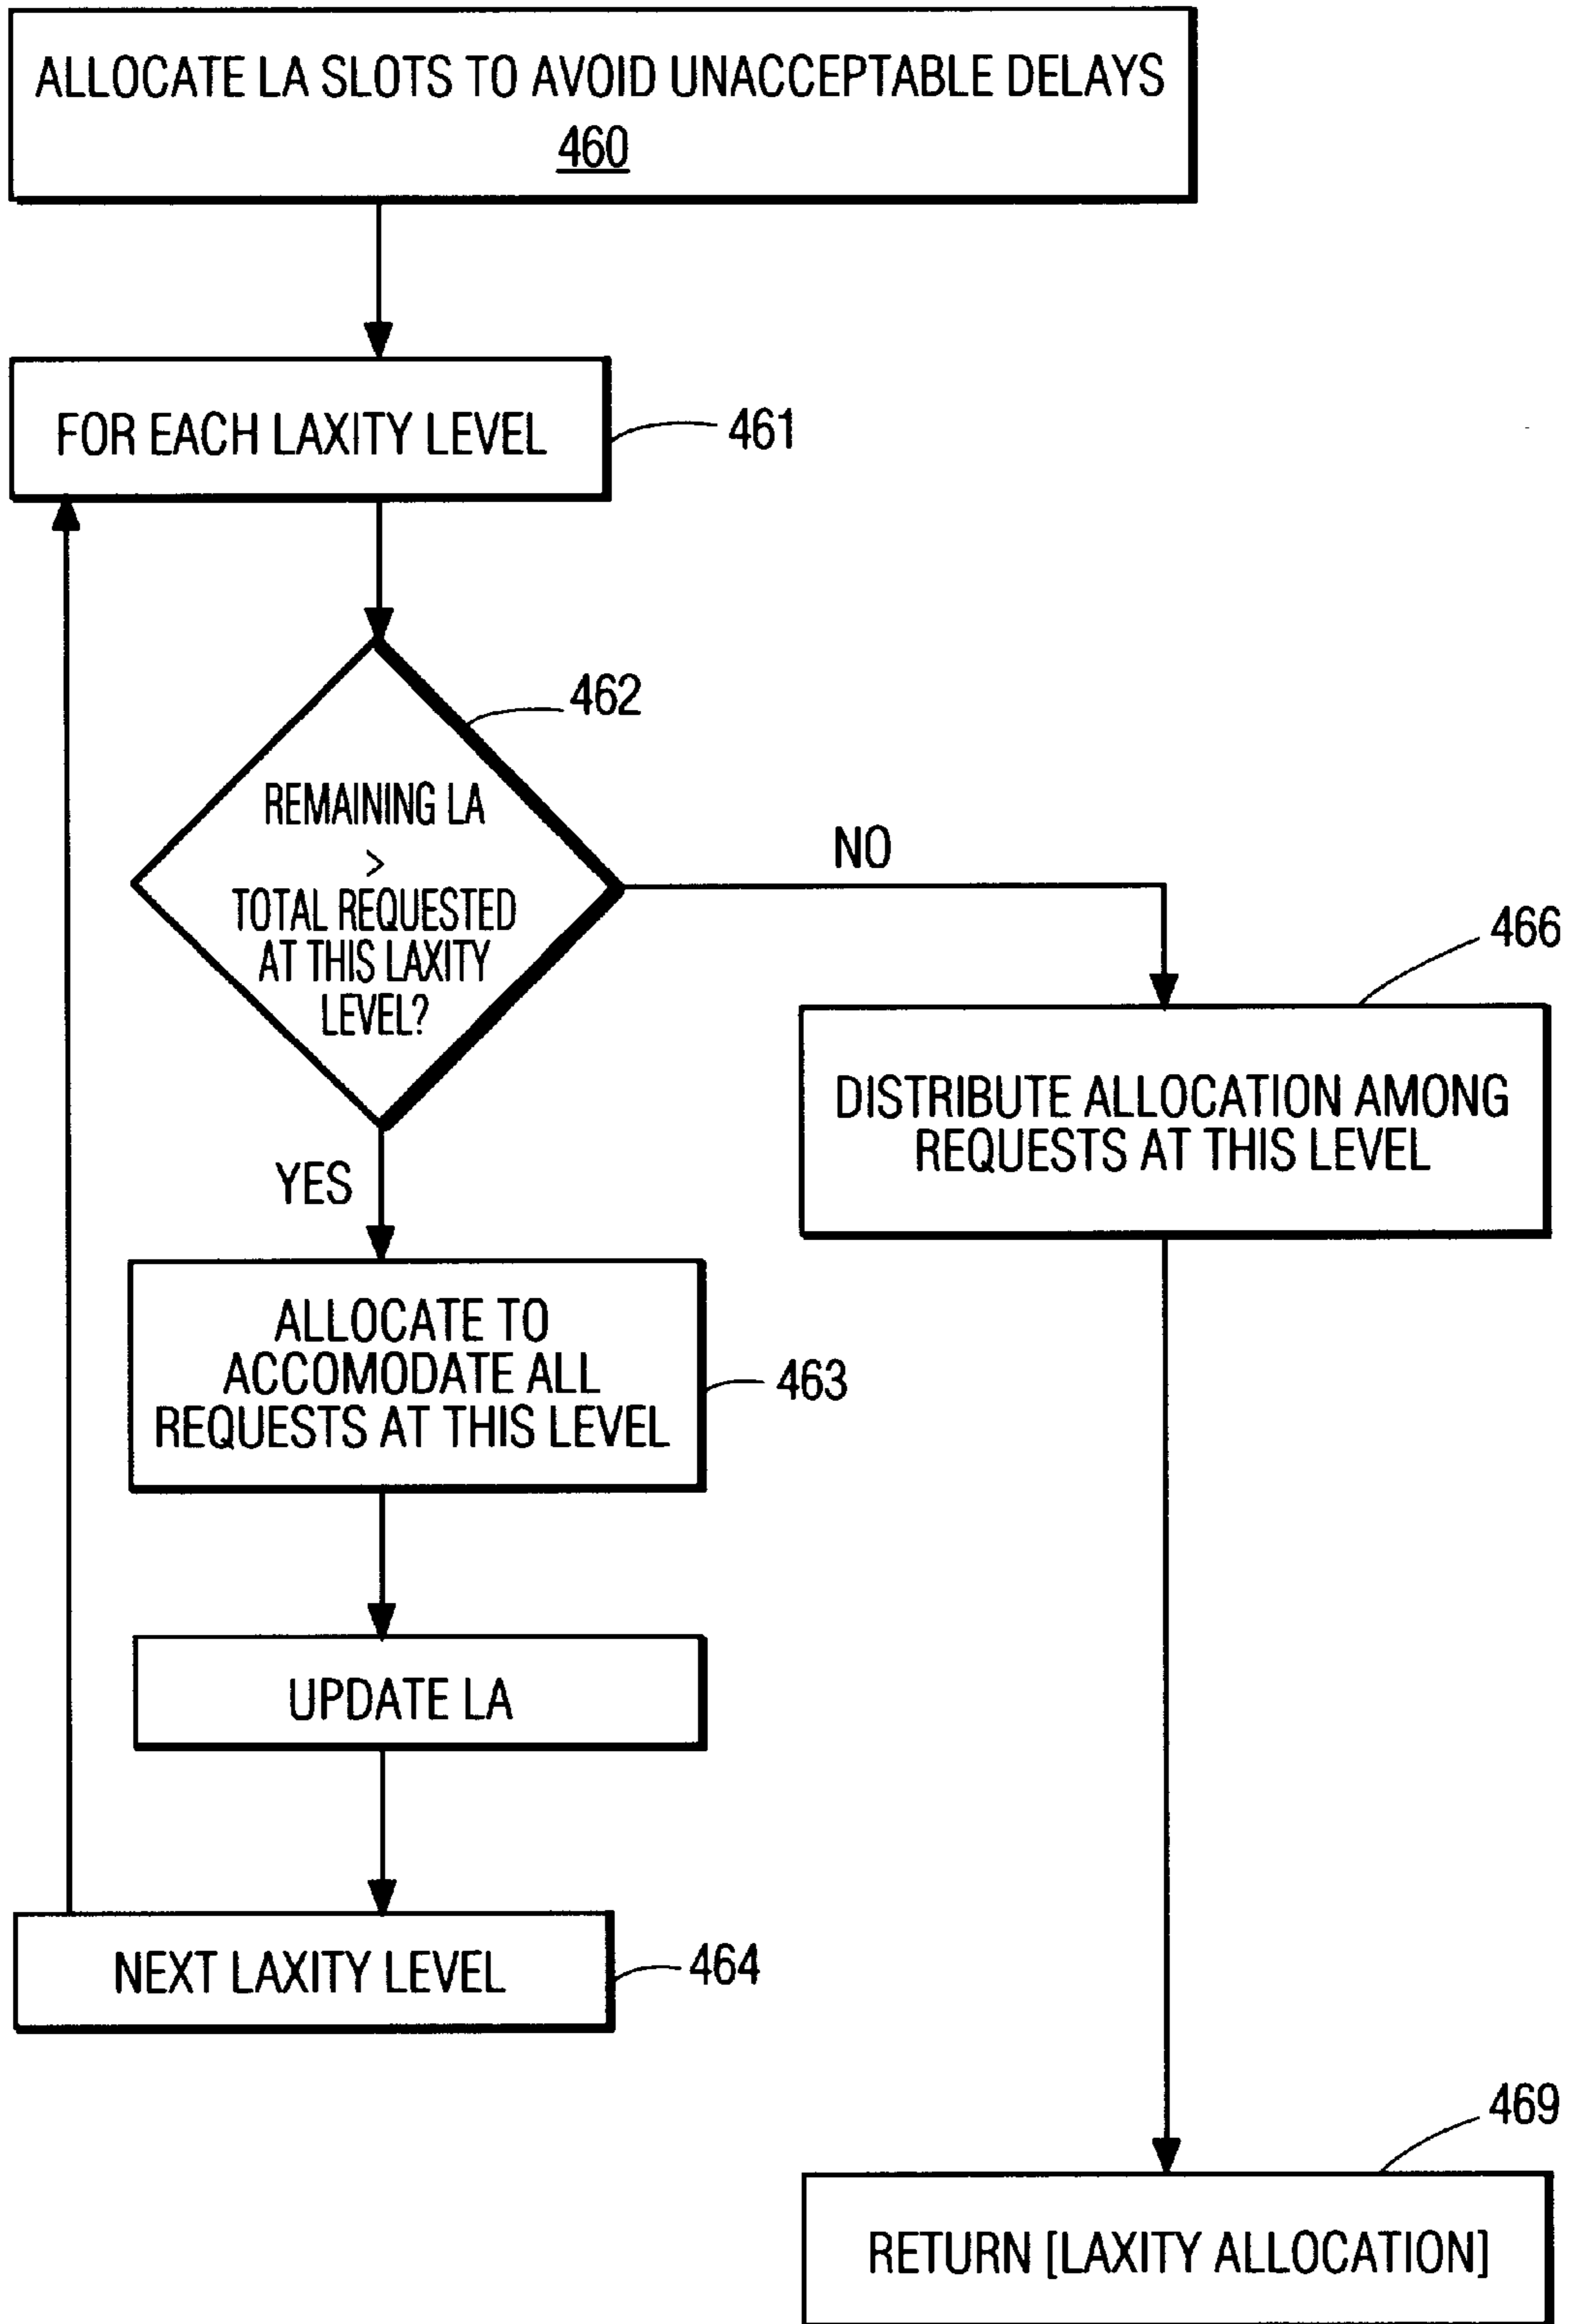 ALLOCATE LA SLOTS TO AVOID UNACCEPTABLE DELAYS
460
FOR EACH LAXITY LEVEL
461
462
REMAINING LA
>
TOTAL REQUESTED
AT THIS LAXITY
LEVEL?
NO
YES
466
DISTRIBUTE ALLOCATION AMONG
REQUESTS AT THIS LEVEL
ALLOCATE TO
ACCOMODATE ALL
REQUESTS AT THIS LEVEL
463
UPDATE LA
NEXT LAXITY LEVEL
464
469
RETURN [LAXITY ALLOCATION]